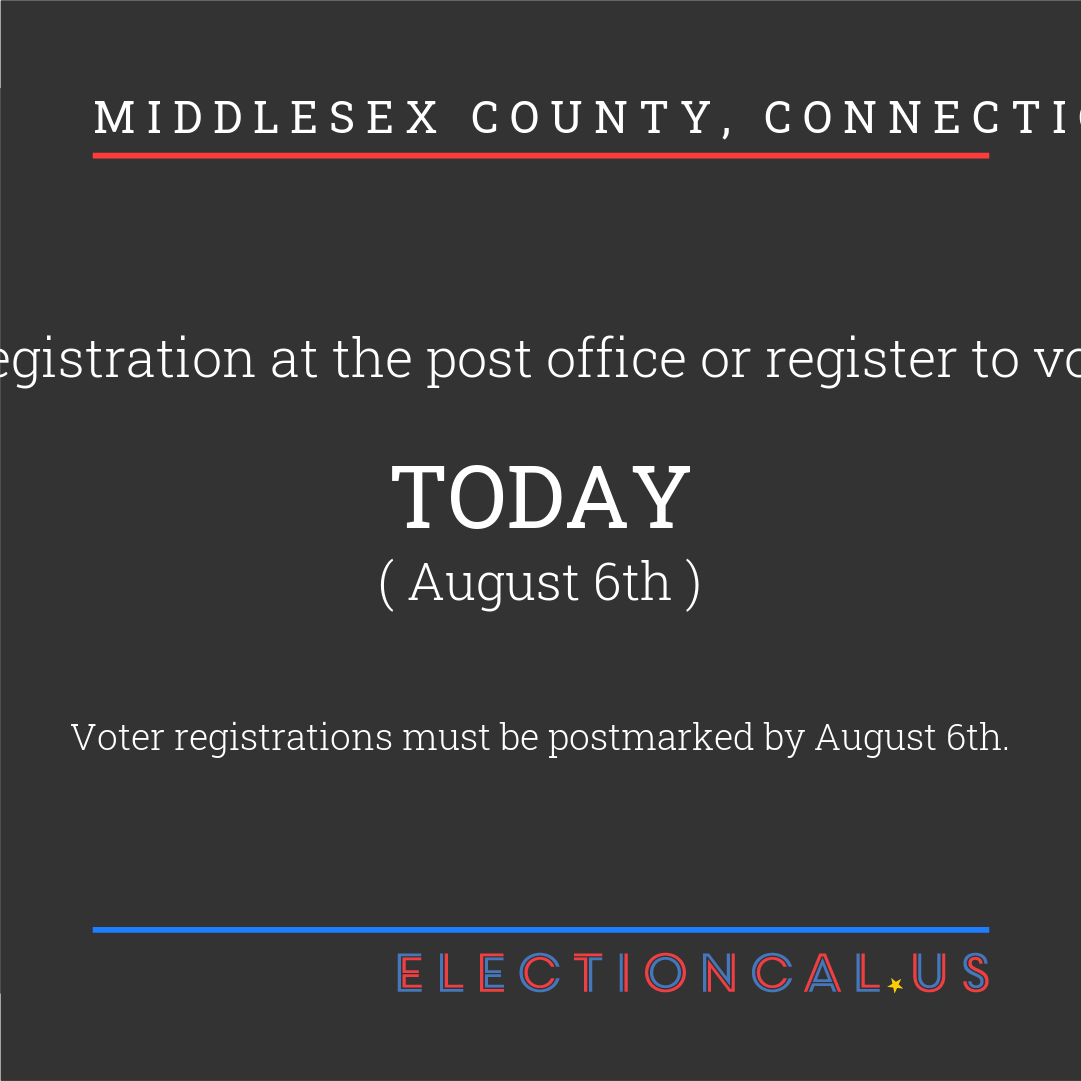 MIDDLESEX COUNTY, CONNECTI
egistration at the post office or register to vo
TODAY
( August 6th )
Voter registrations must be postmarked by August 6th.
ELECTIONCAL.US